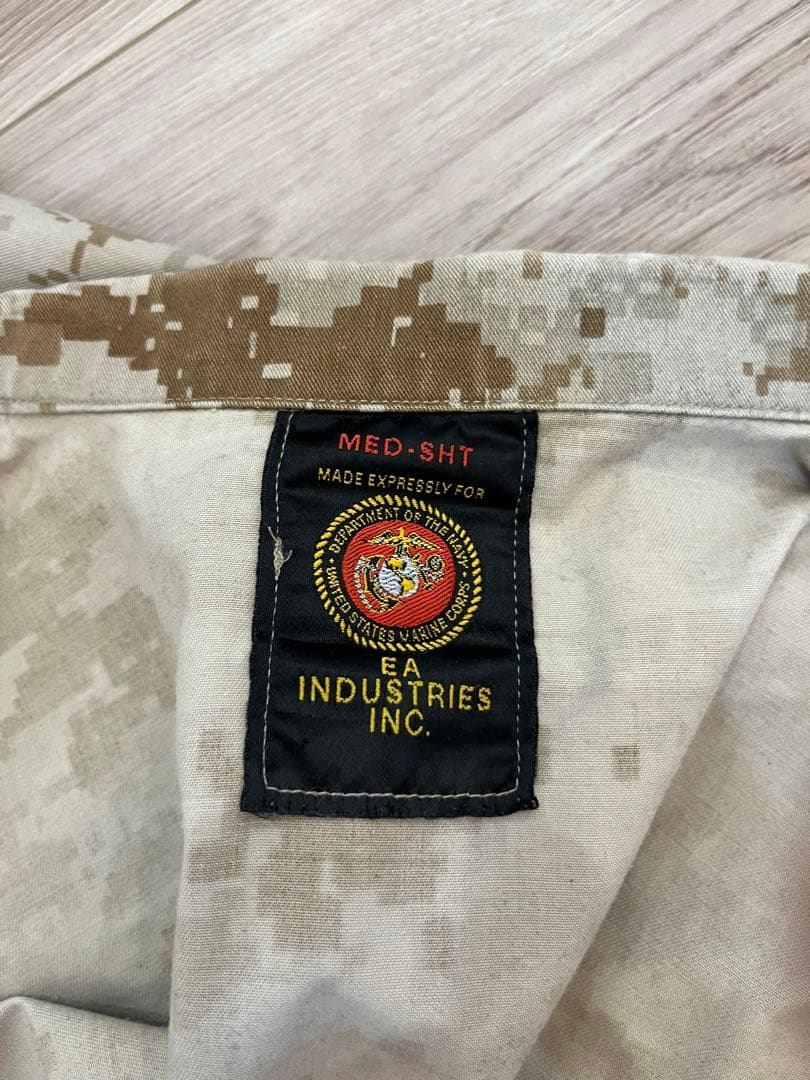 MED-SHT
MADE EXPRESSLY FOR
DEPARTMENT OF THE NAVY
UNITED STATES MARINE CORPS
EA
INDUSTRIES
INC.